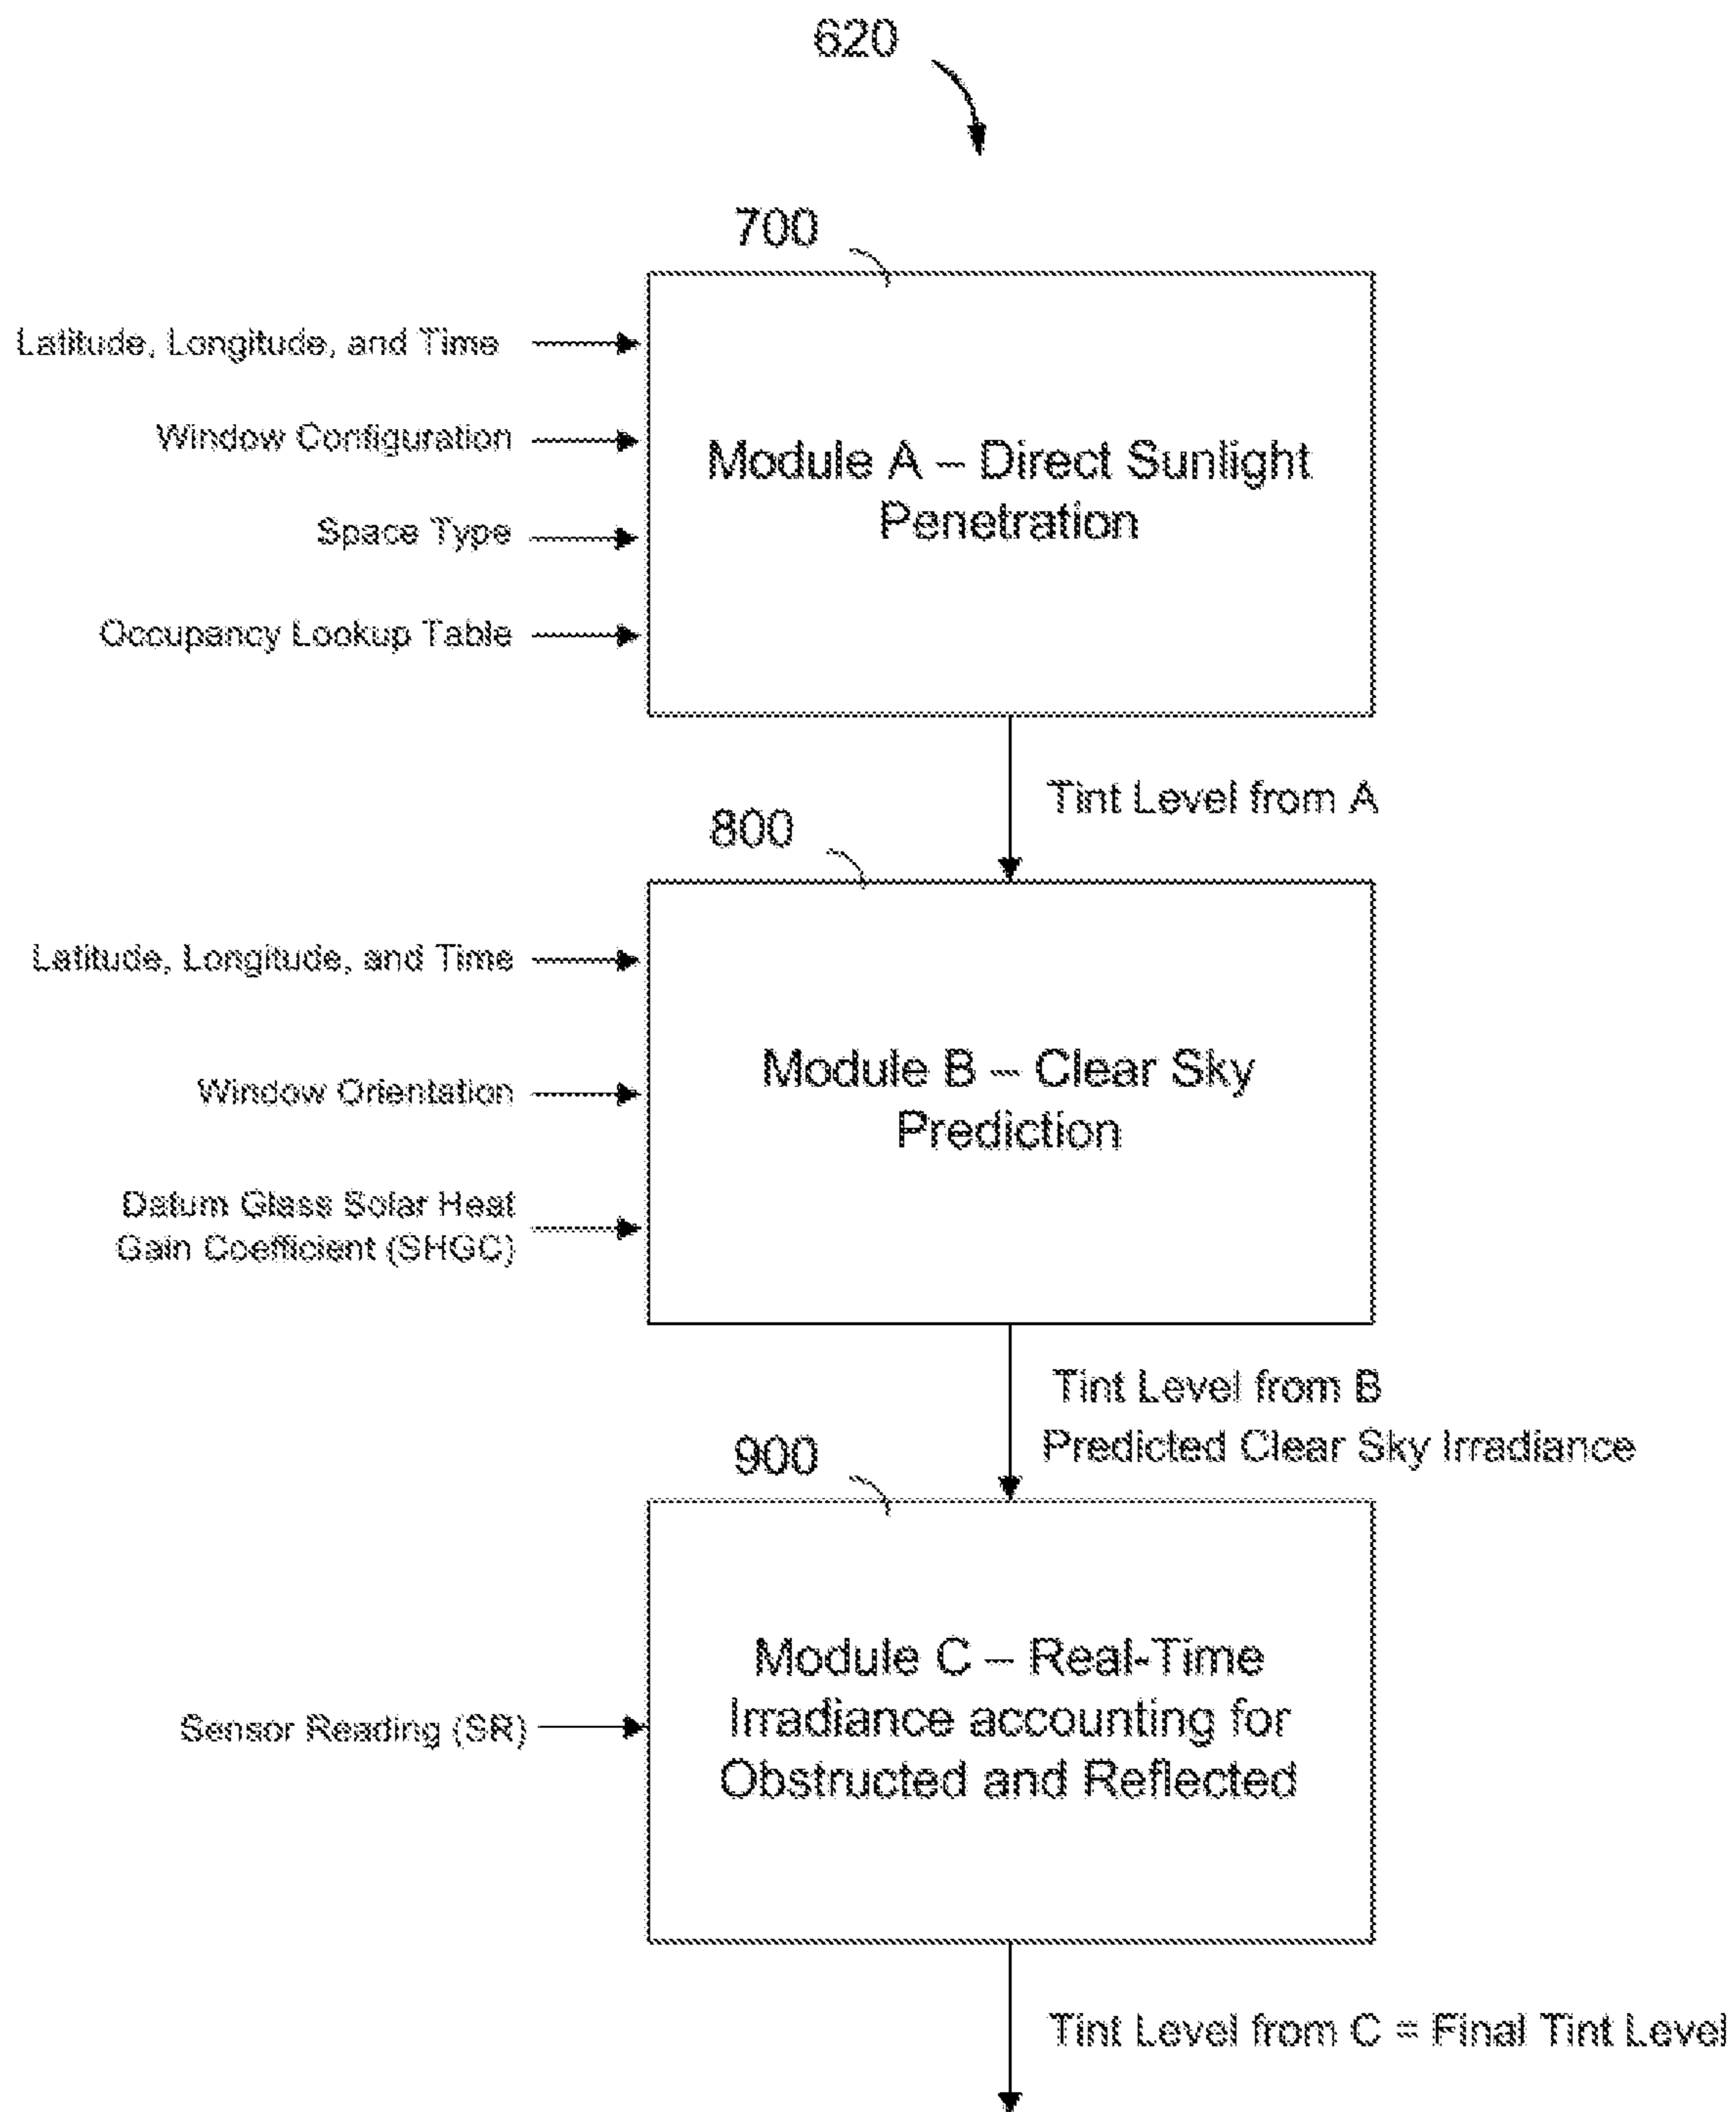 620
700
Latitude, Longitude, and Time
Window Configuration
Space Type
Occupancy Lookup Table
Module A – Direct Sunlight
Penetration
Tint Level from A
800
Latitude, Longitude, and Time
Window Orientation
Datum Glass Solar Heat
Gain Coefficient (SHGC)
Module B – Clear Sky
Prediction
Tint Level from B
Predicted Clear Sky Irradiance
900
Sensor Reading (SR)
Module C – Real-Time
Irradiance accounting for
Obstructed and Reflected
Tint Level from C = Final Tint Level